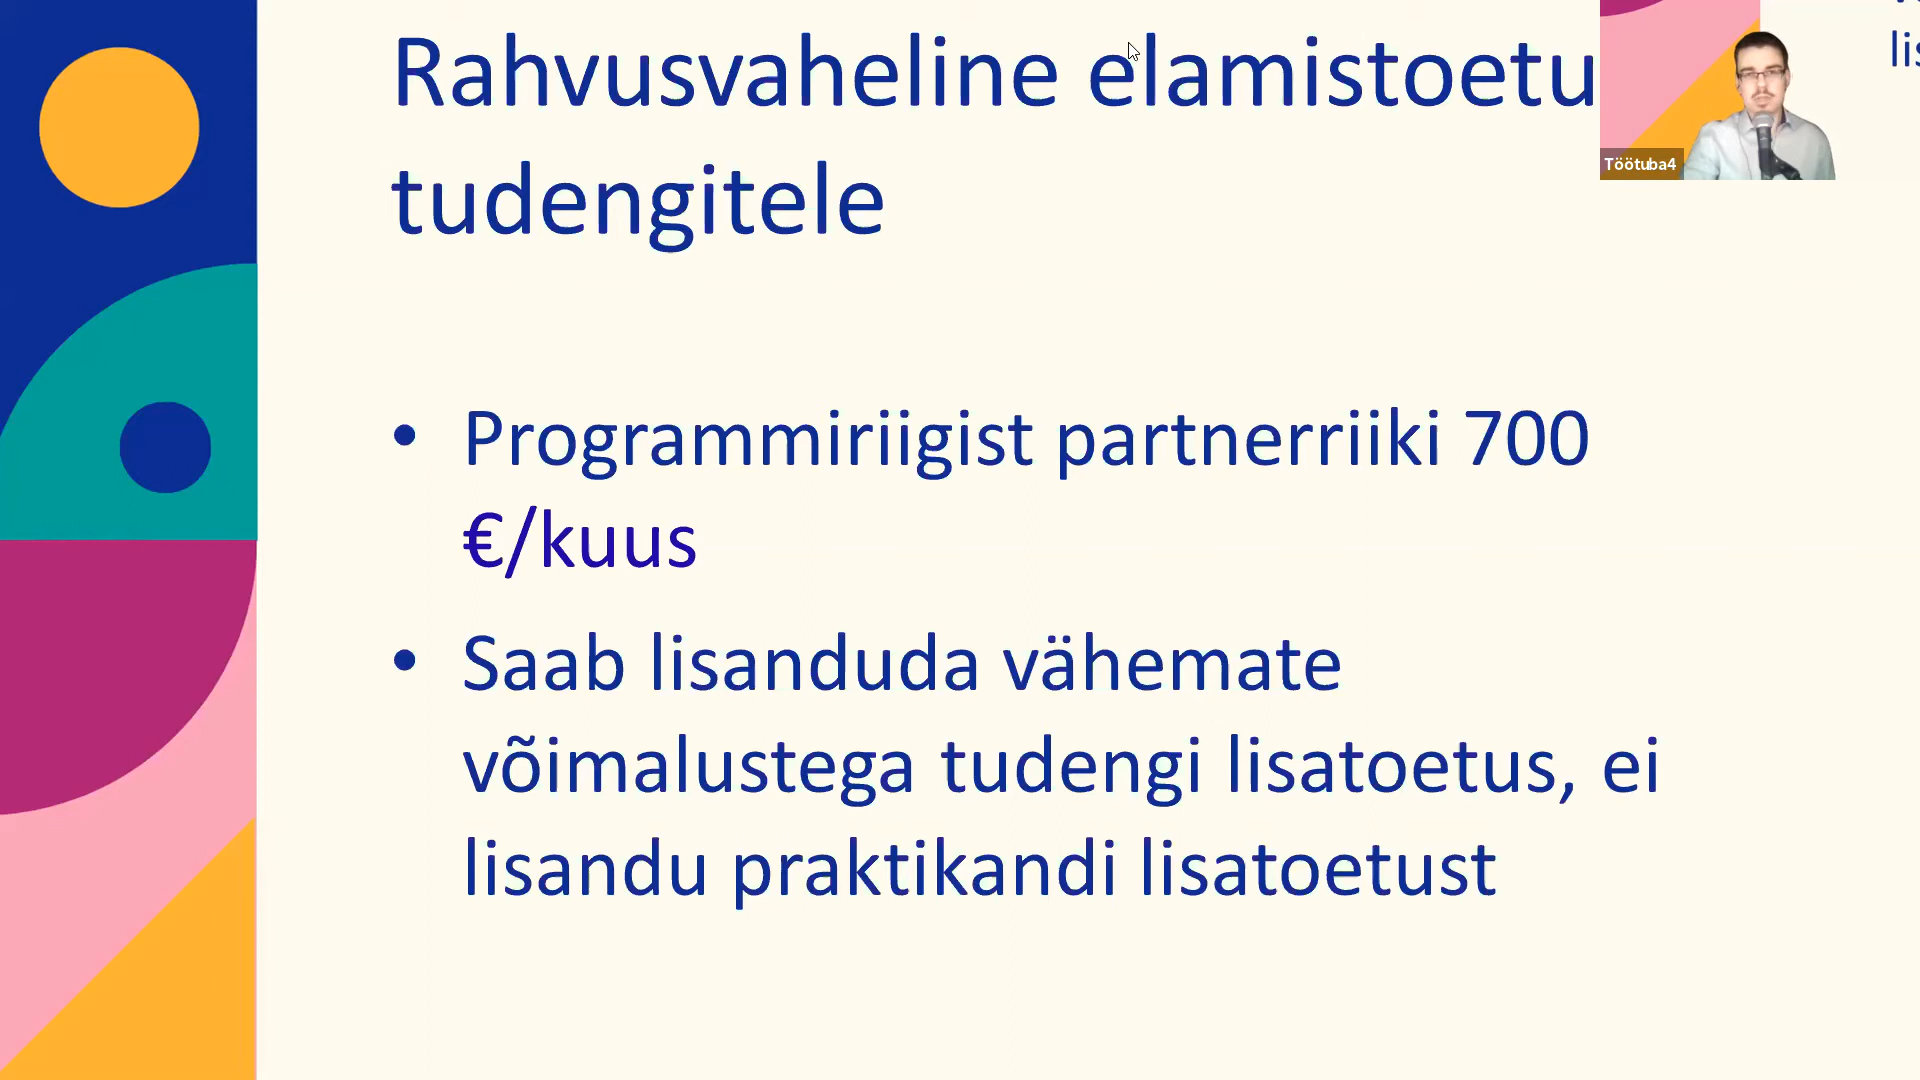 Rahvusvaheline elamistoetu
tudengitele
Töötuba4
• Programmiriigist partnerriiki 700
€/kuus
• Saab lisanduda vähemate
võimalustega tudengi lisatoetus, ei
lisandu praktikandi lisatoetust